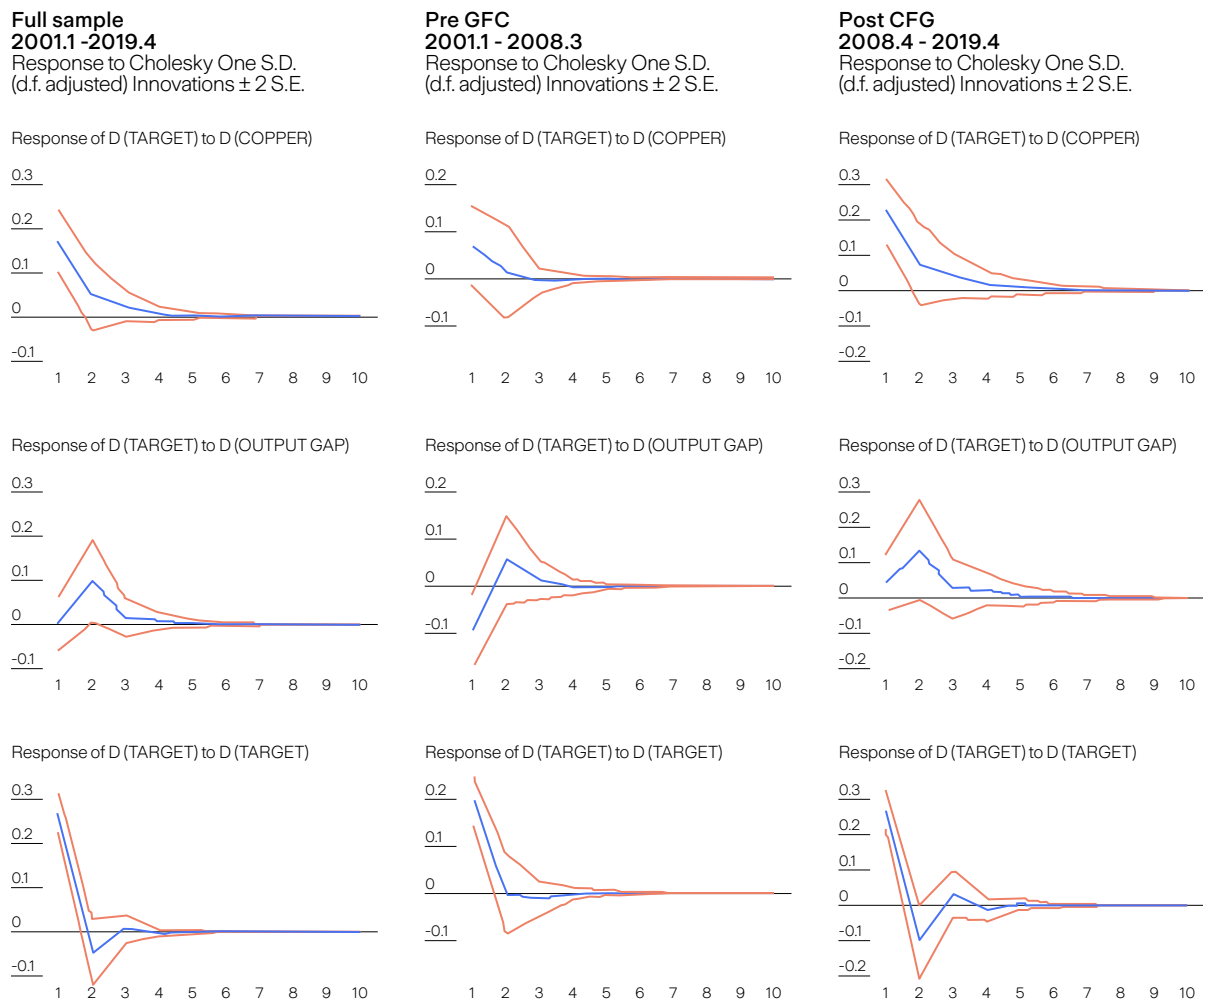 Full sample
2001.1 -2019.4
Response to Cholesky One S.D.
(d.f. adjusted) Innovations ± 2 S.E.
Pre GFC
2001.1 - 2008.3
Response to Cholesky One S.D.
(d.f. adjusted) Innovations ± 2 S.E.
Post CFG
2008.4 - 2019.4
Response to Cholesky One S.D.
(d.f. adjusted) Innovations ± 2 S.E.
Response of D (TARGET) to D (COPPER)
0.3
0.2
0.1
0
-0.1
1 2 3 4 5 6 7 8 9 10
Response of D (TARGET) to D (COPPER)
0.2
0.1
0
-0.1
1 2 3 4 5 6 7 8 9 10
Response of D (TARGET) to D (COPPER)
0.3
0.2
0.1
0
-0.1
-0.2
1 2 3 4 5 6 7 8 9 10
Response of D (TARGET) to D (OUTPUT GAP)
0.3
0.2
0.1
0
-0.1
1 2 3 4 5 6 7 8 9 10
Response of D (TARGET) to D (OUTPUT GAP)
0.2
0.1
0
-0.1
1 2 3 4 5 6 7 8 9 10
Response of D (TARGET) to D (OUTPUT GAP)
0.3
0.2
0.1
0
-0.1
-0.2
1 2 3 4 5 6 7 8 9 10
Response of D (TARGET) to D (TARGET)
0.3
0.2
0.1
0
-0.1
1 2 3 4 5 6 7 8 9 10
Response of D (TARGET) to D (TARGET)
0.2
0.1
0
-0.1
1 2 3 4 5 6 7 8 9 10
Response of D (TARGET) to D (TARGET)
0.3
0.2
0.1
0
-0.1
-0.2
1 2 3 4 5 6 7 8 9 10